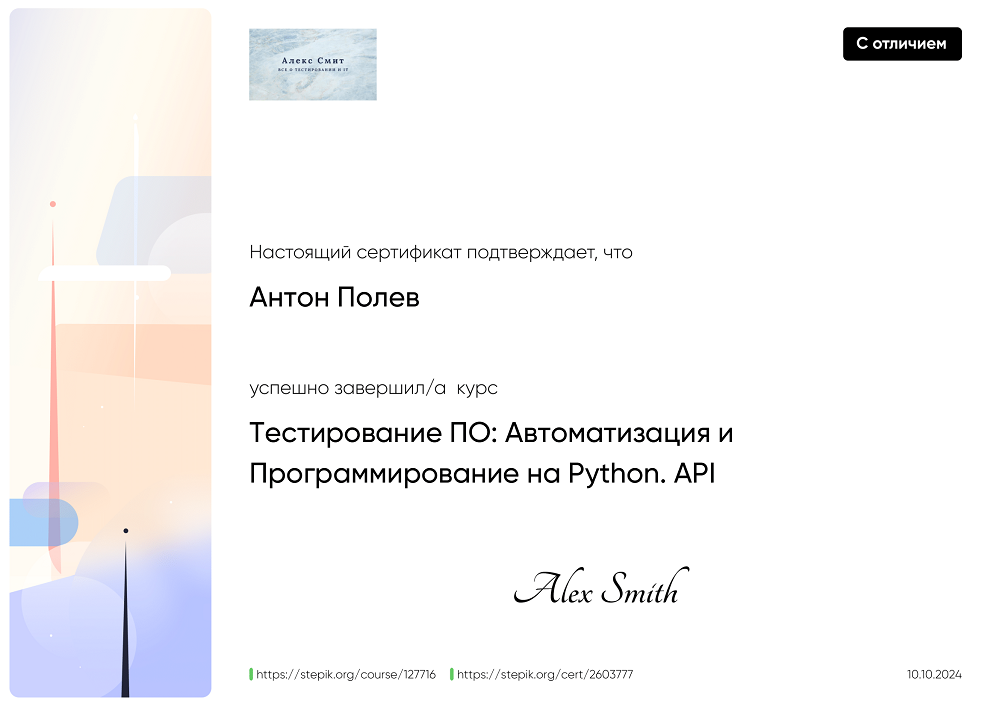 Алекс Смит
ВСЕ О ТЕСТИРОВАНИИ И IT
С отличием
Настоящий сертификат подтверждает, что
Антон Полев
успешно завершил/а курс
Тестирование ПО: Автоматизация и
Программирование на Python. API
Alex Smith
https://stepik.org/course/127716 https://stepik.org/cert/2603777 10.10.2024